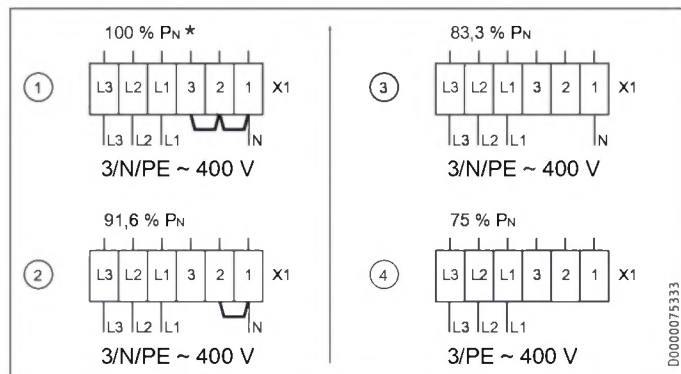 100 % PN *
1
L3 L2 L1 3 2 1 X1
L3 L2 L1 N
3/N/PE ~ 400 V
91,6 % PN
2
L3 L2 L1 3 2 1 X1
L3 L2 L1 N
3/N/PE ~ 400 V
83,3 % PN
3
L3 L2 L1 3 2 1 X1
L3 L2 L1 N
3/N/PE ~ 400 V
75 % PN
4
L3 L2 L1 3 2 1 X1
L3 L2 L1
3/PE ~ 400 V
D0000075333